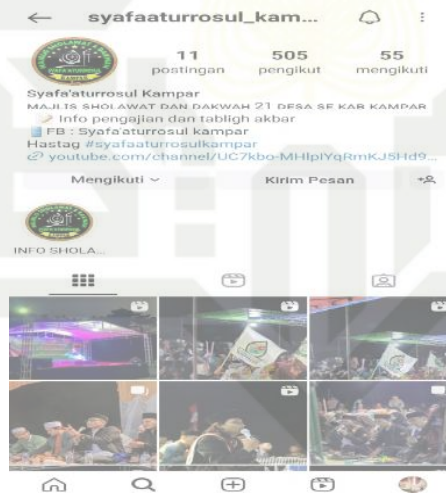 syafaaturrosul_kam...
11 505 55
postingan pengikut mengikuti
Syafa'aturrosul Kampar
MAJLIS SHOLAWAT DAN DAKWAH 21 DESA SE KAB KAMPAR
Info pengajian dan tabligh akbar
FB : Syafa'aturrosul kampar
Hastag #syafaaturrosulkampar
youtube.com/channel/UC7kbo-MHlplYqRmKJ5Hd9...
Mengikuti Kirim Pesan
INFO SHOLA...